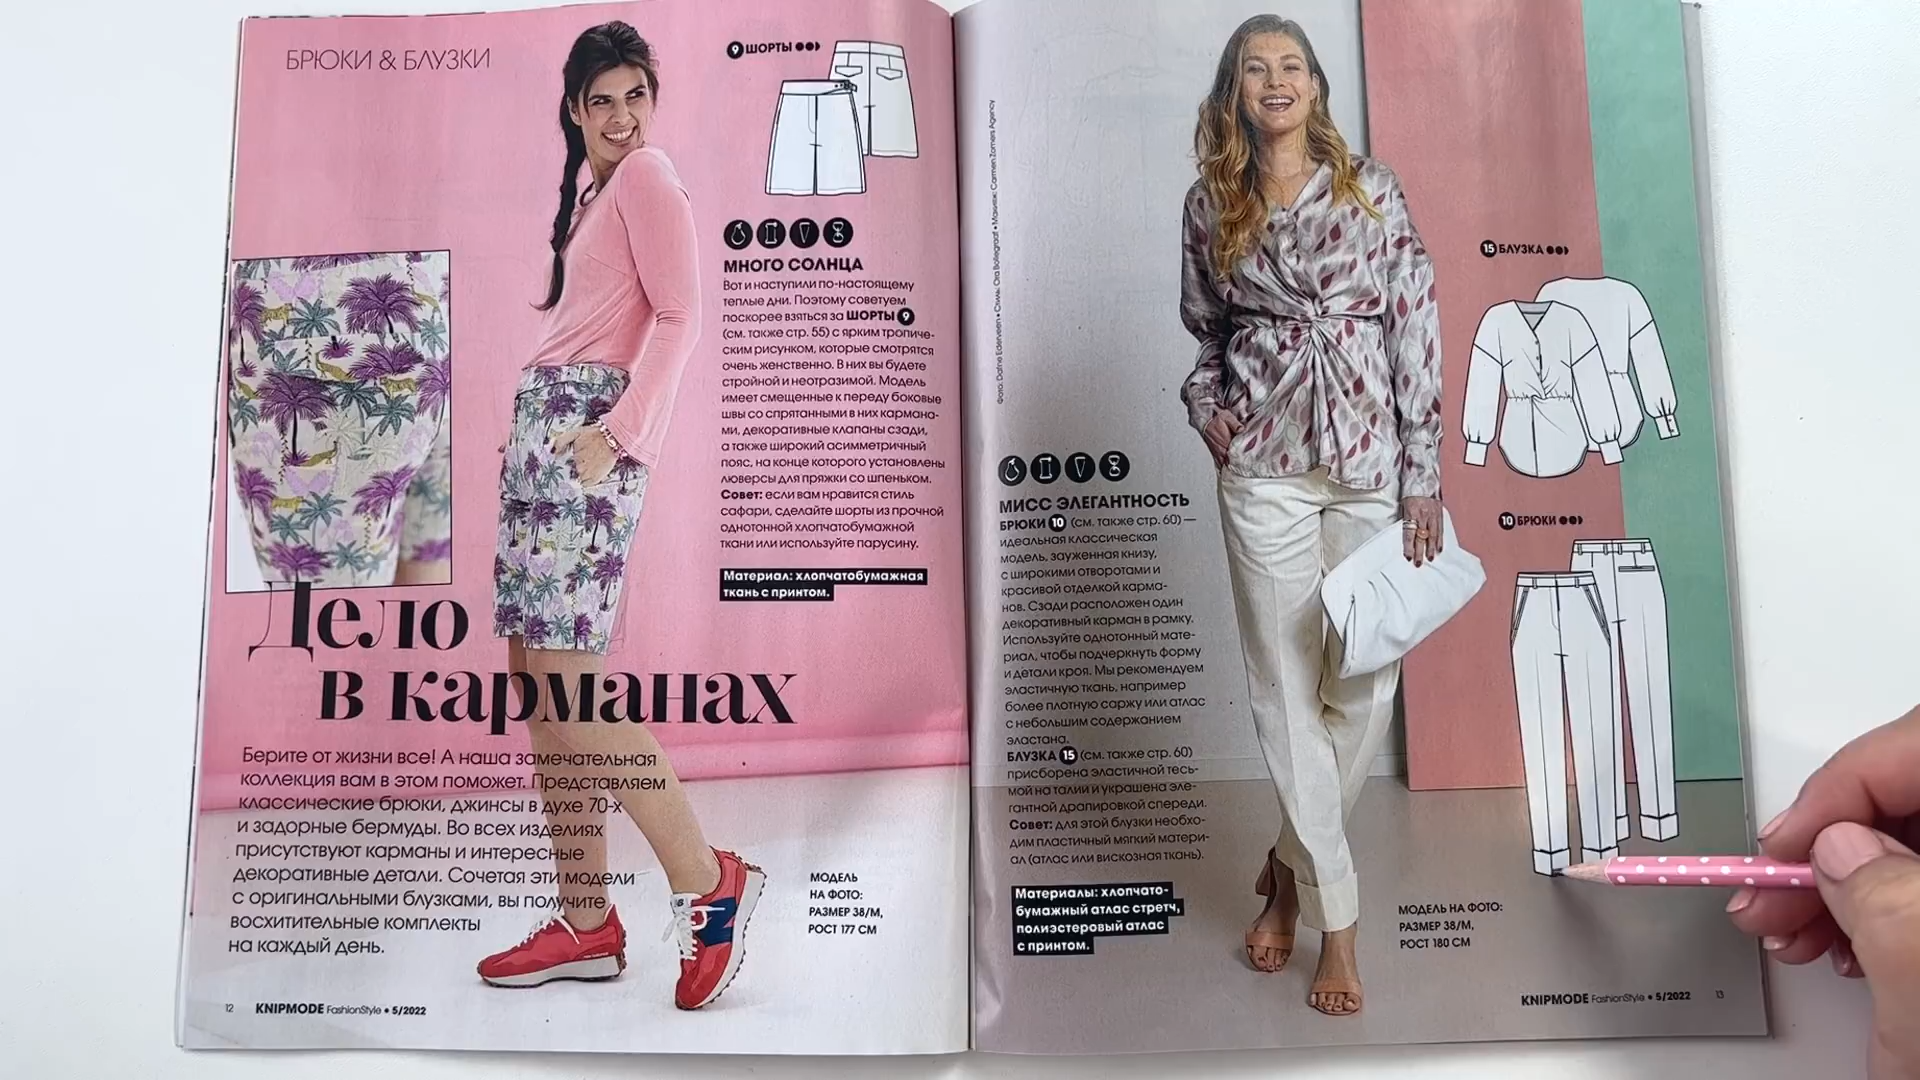 БРЮКИ & БЛУЗКИ
9 ШОРТЫ
МНОГО СОЛНЦА
Вот и наступили по-настоящему
теплые дни. Поэтому советуем
поскорее взяться за ШОРТЫ 9
(см. также стр. 55) с ярким тропиче-
ским рисунком, которые смотрятся
очень женственно. В них вы будете
стройной и неотразимой. Модель
имеет смещенные к переду боковые
швы со спрятанными в них кармана-
ми, декоративные клапаны сзади,
а также широкий асимметричный
пояс, на конце которого установлены
люверсы для пряжки со шпеньком.
Совет: если вам нравится стиль
сафари, сделайте шорты из прочной
однотонной хлопчатобумажной
ткани или используйте парусину.
Материал: хлопчатобумажная
ткань с принтом.
Дело
в карманах
Берите от жизни все! А наша замечательная
коллекция вам в этом поможет. Представляем
классические брюки, джинсы в духе 70-х
и задорные бермуды. Во всех изделиях
присутствуют карманы и интересные
декоративные детали. Сочетая эти модели
с оригинальными блузками, вы получите
восхитительные комплекты
на каждый день.
МОДЕЛЬ
НА ФОТО:
РАЗМЕР 38/M,
РОСТ 177 СМ
12 KNIPMODE FashionStyle • 5/2022
15 БЛУЗКА
МИСС ЭЛЕГАНТНОСТЬ
БРЮКИ 10 (см. также стр. 60) —
идеальная классическая
модель, зауженная книзу,
с широкими отворотами и
красивой отделкой карма-
нов. Сзади расположен один
декоративный карман в рамку.
Используйте однотонный мате-
риал, чтобы подчеркнуть форму
и детали кроя. Мы рекомендуем
эластичную ткань, например
более плотную саржу или атлас
с небольшим содержанием
эластана.
БЛУЗКА 15 (см. также стр. 60)
присборена эластичной тесь-
мой на талии и украшена эле-
гантной драпировкой спереди.
Совет: для этой блузки необхо-
дим пластичный мягкий матери-
ал (атлас или вискозная ткань).
Материалы: хлопчато-
бумажный атлас стретч,
полиэстеровый атлас
с принтом.
10 БРЮКИ
МОДЕЛЬ НА ФОТО:
РАЗМЕР 38/M,
РОСТ 180 СМ
KNIPMODE FashionStyle • 5/2022 13